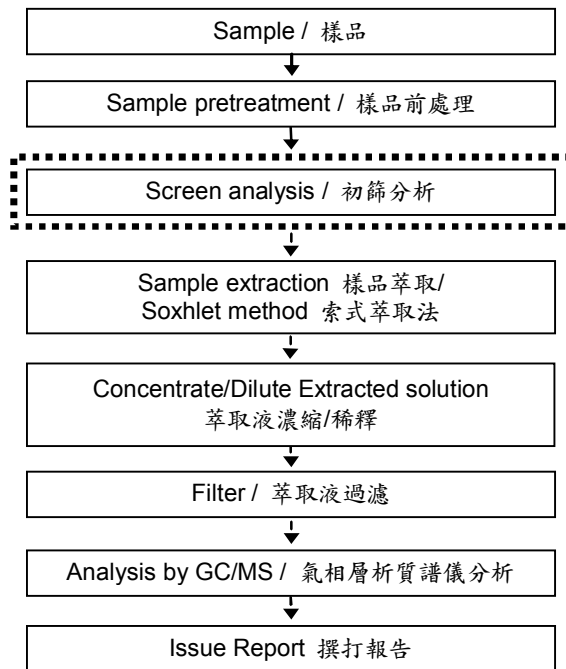 Sample / 樣品
Sample pretreatment / 樣品前處理
Screen analysis / 初篩分析
Sample extraction 樣品萃取/
Soxhlet method 索式萃取法
Concentrate/Dilute Extracted solution
萃取液濃縮/稀釋
Filter / 萃取液過濾
Analysis by GC/MS / 氣相層析質譜儀分析
Issue Report 撰打報告